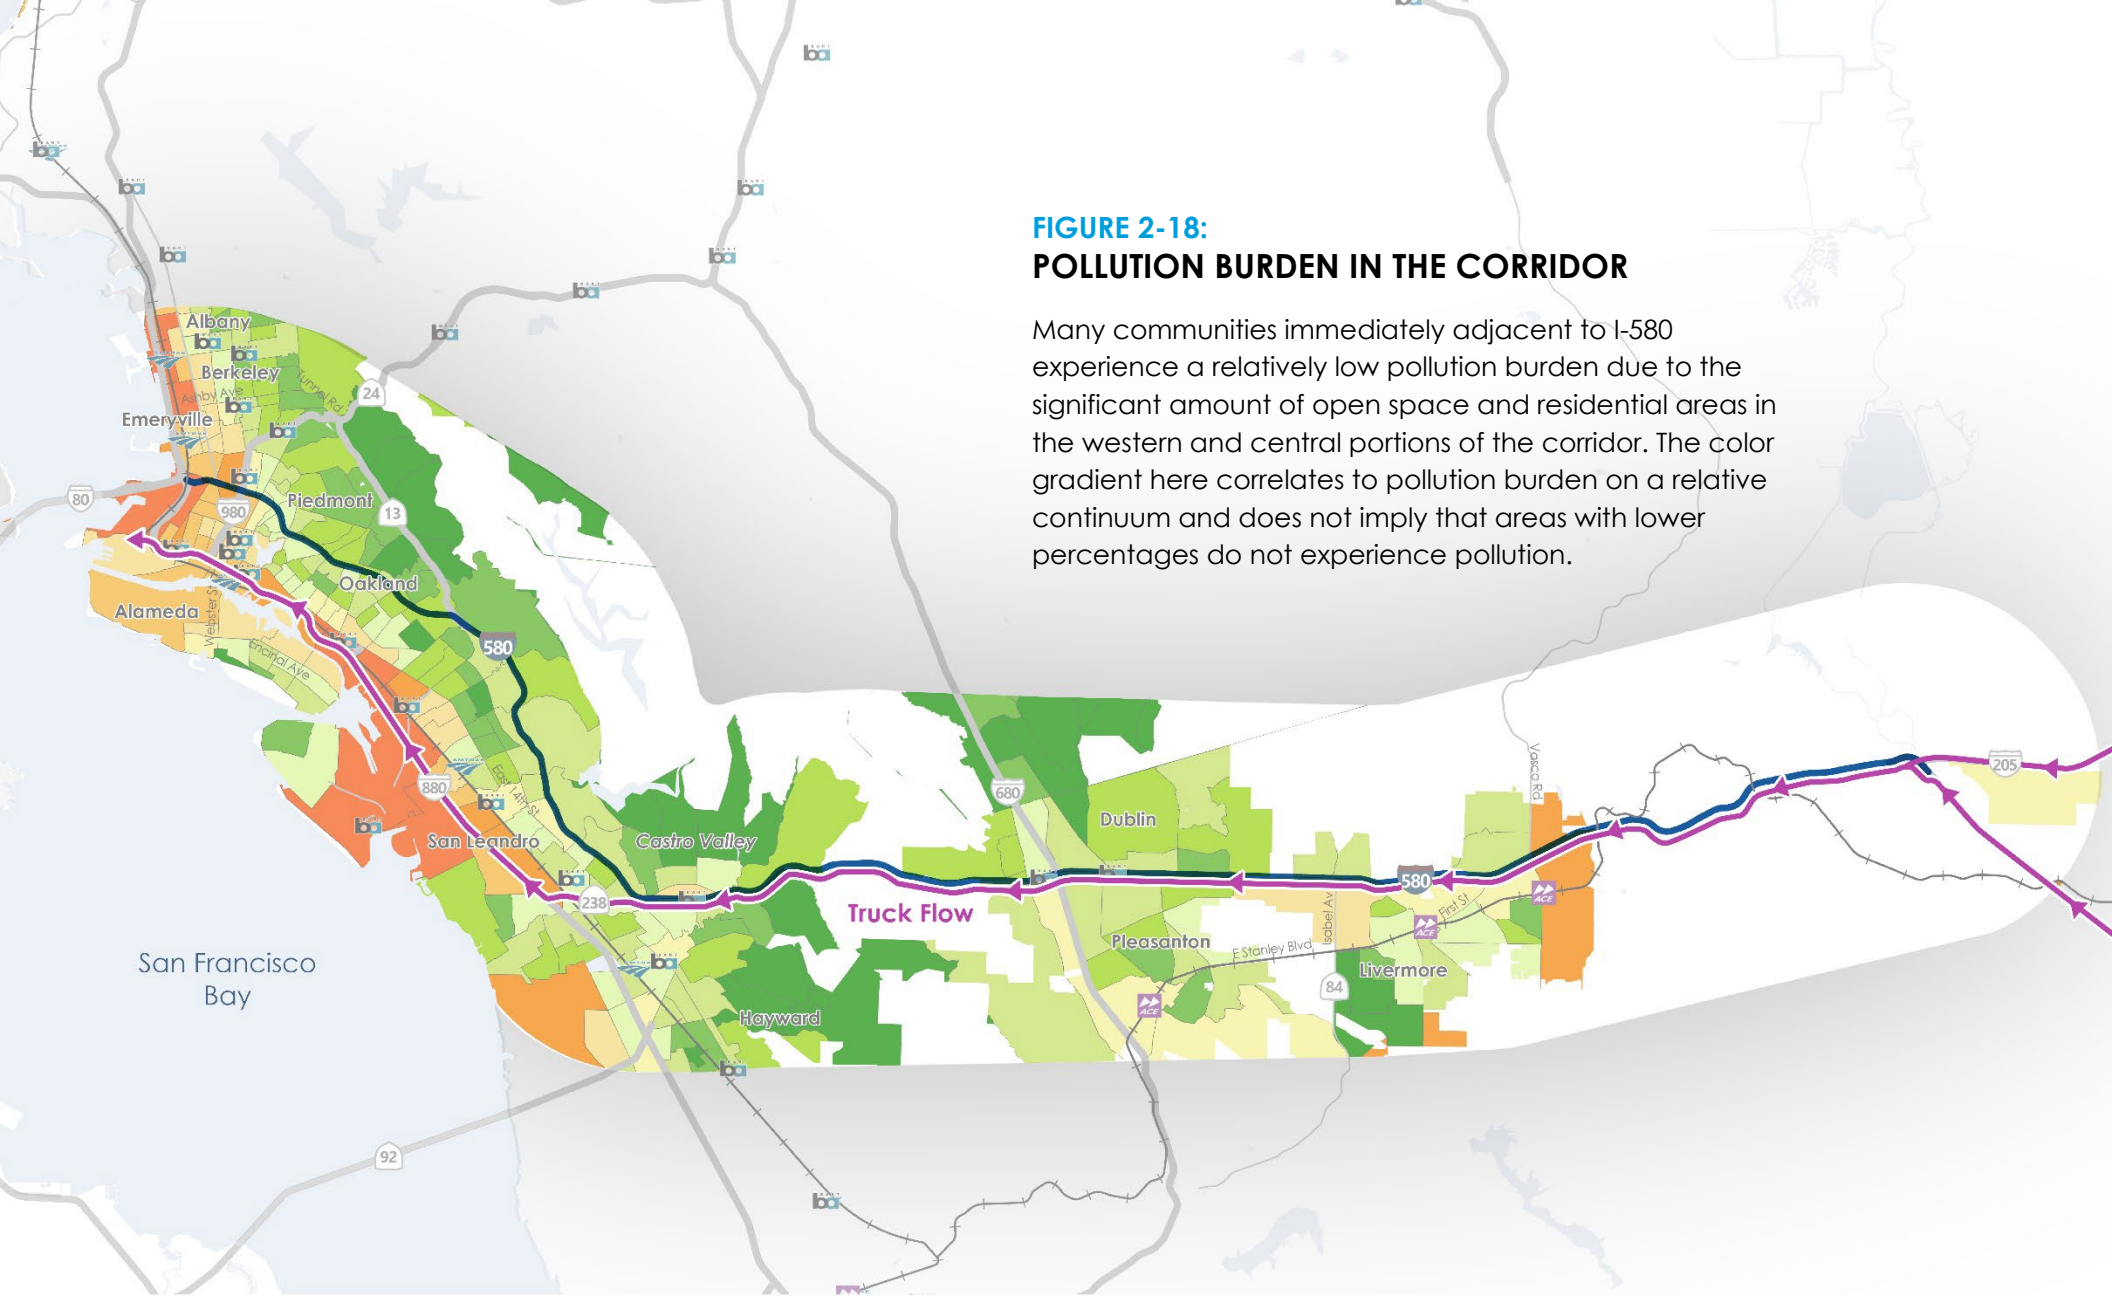 FIGURE 2-18:
POLLUTION BURDEN IN THE CORRIDOR
Many communities immediately adjacent to I-580
experience a relatively low pollution burden due to the
significant amount of open space and residential areas in
the western and central portions of the corridor. The color
gradient here correlates to pollution burden on a relative
continuum and does not imply that areas with lower
percentages do not experience pollution.
Albany
Berkeley
Tunnel Rd
24
Ashby Ave
Emeryville
80
980
Piedmont
13
Oakland
Alameda
Webster St
Encinal Ave
580
880
East 14th St
San Leandro
Castro Valley
238
680
Dublin
Vasco Rd
205
580
ACE
Truck Flow
First St
ACE
Isabel Av
Pleasanton
E Stanley Blvd
Livermore
84
ACE
San Francisco
Bay
Hayward
92